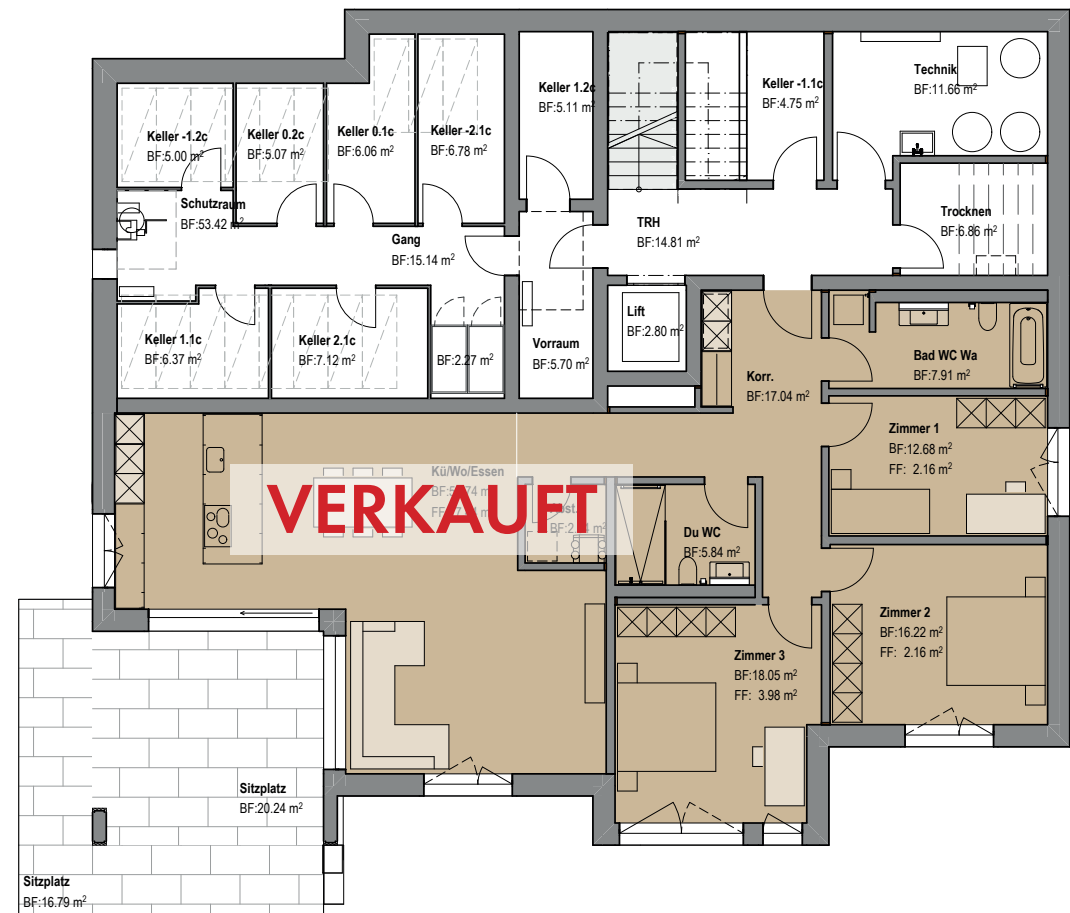 Keller -1.2c
BF:5.00 m²
Keller 0.2c
BF:5.07 m²
Keller 0.1c
BF:6.06 m²
Keller -2.1c
BF:6.78 m²
Keller 1.2c
BF:5.11 m²
Keller -1.1c
BF:4.75 m²
Technik
BF:11.66 m²
Schutzraum
BF:53.42 m²
Gang
BF:15.14 m²
TRH
BF:14.81 m²
Trocknen
BF:6.86 m²
Keller 1.1c
BF:6.37 m²
Keller 2.1c
BF:7.12 m²
BF:2.27 m²
Vorraum
BF:5.70 m²
Lift
BF:2.80 m²
Korr.
BF:17.04 m²
Bad WC Wa
BF:7.91 m²
Zimmer 1
BF:12.68 m²
FF: 2.16 m²
Kü/Wo/Essen
VERKAUFT
Du WC
BF:5.84 m²
Zimmer 2
BF:16.22 m²
FF: 2.16 m²
Zimmer 3
BF:18.05 m²
FF: 3.98 m²
Sitzplatz
BF:20.24 m²
Sitzplatz
BF:16.79 m²